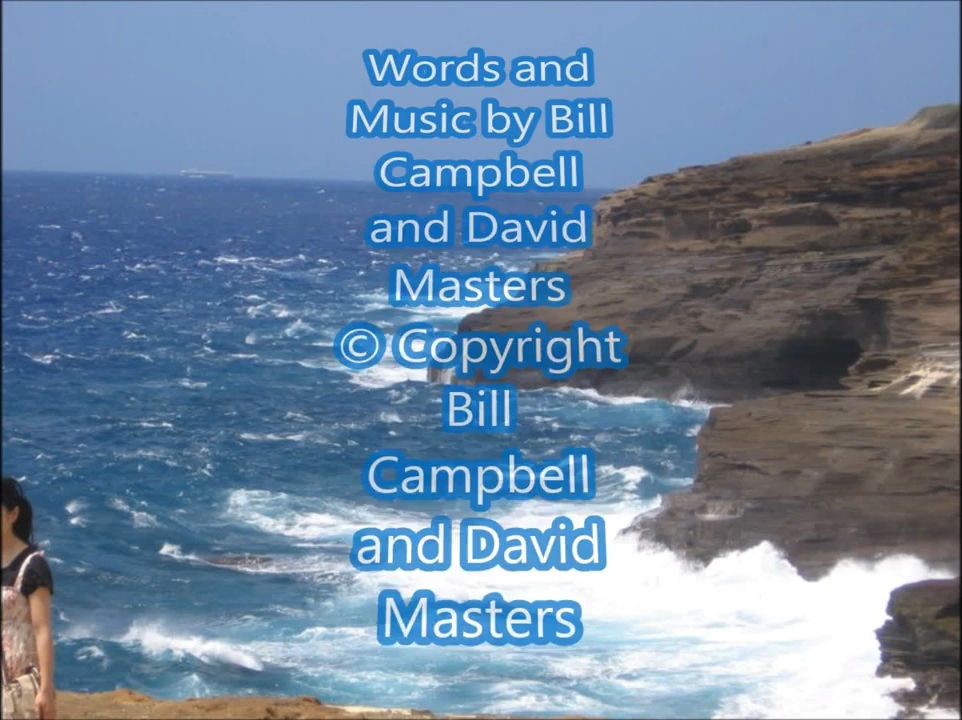 Words and
Music by Bill
Campbell
and David
Masters
© Copyright
Bill
Campbell
and David
Masters